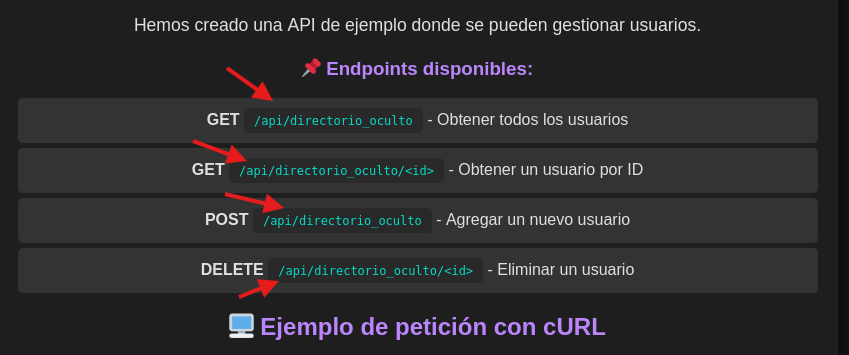 Hemos creado una API de ejemplo donde se pueden gestionar usuarios.
📌 Endpoints disponibles:
GET /api/directorio_oculto - Obtener todos los usuarios
GET /api/directorio_oculto/<id> - Obtener un usuario por ID
POST /api/directorio_oculto - Agregar un nuevo usuario
DELETE /api/directorio_oculto/<id> - Eliminar un usuario
🖥️ Ejemplo de petición con cURL